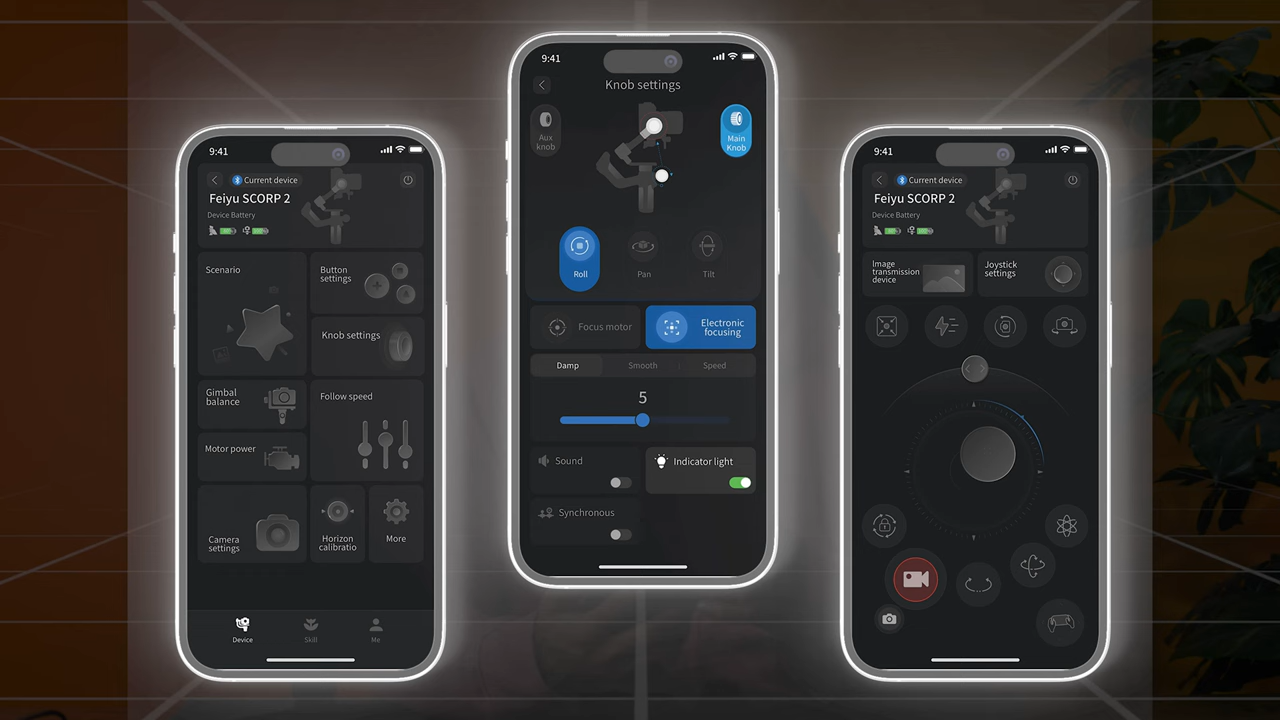 9:41
Current device
Feiyu SCORP 2
Device Battery
Scenario
Button
settings
Knob settings
Gimbal
balance
Follow speed
Motor power
Camera
settings
Horizon
calibratio
More
Device
Skill
Me
9:41
Knob settings
Aux
knob
Main
Knob
Roll
Pan
Tilt
Focus motor
Electronic
focusing
Damp
Smooth
Speed
5
Sound
Indicator light
Synchronous
9:41
Current device
Feiyu SCORP 2
Device Battery
Image
transmission
device
Joystick
settings